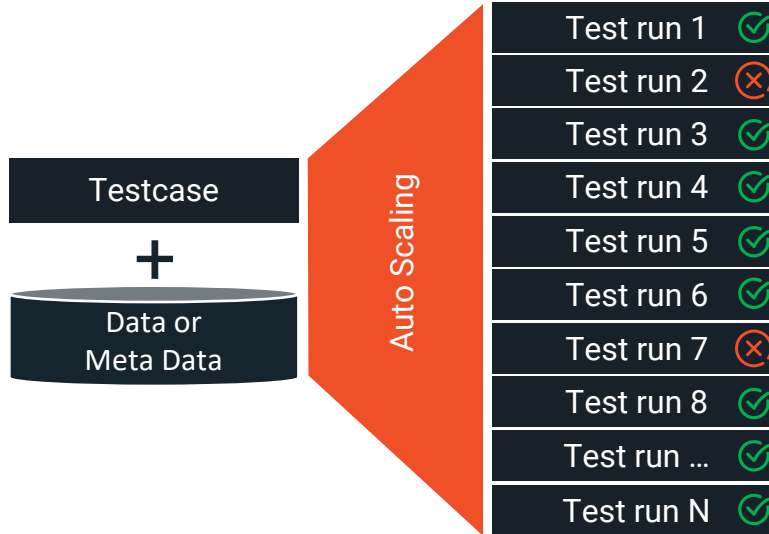 Testcase
+
Data or
Meta Data
Auto Scaling
Test run 1
Test run 2
Test run 3
Test run 4
Test run 5
Test run 6
Test run 7
Test run 8
Test run ...
Test run N